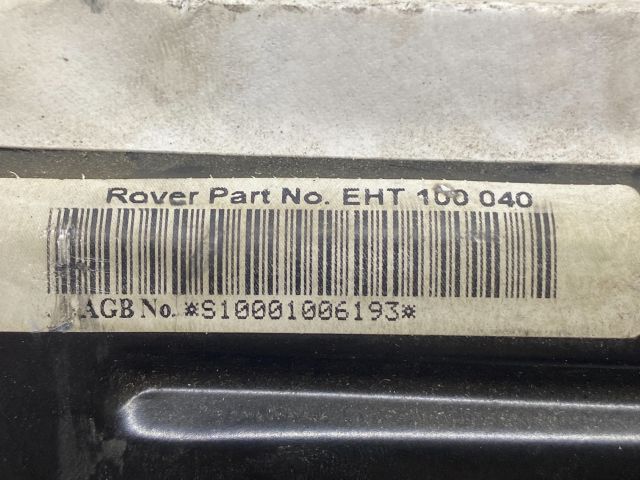 Rover Part No. EHT 100 040
AGB No. *S10001006193*